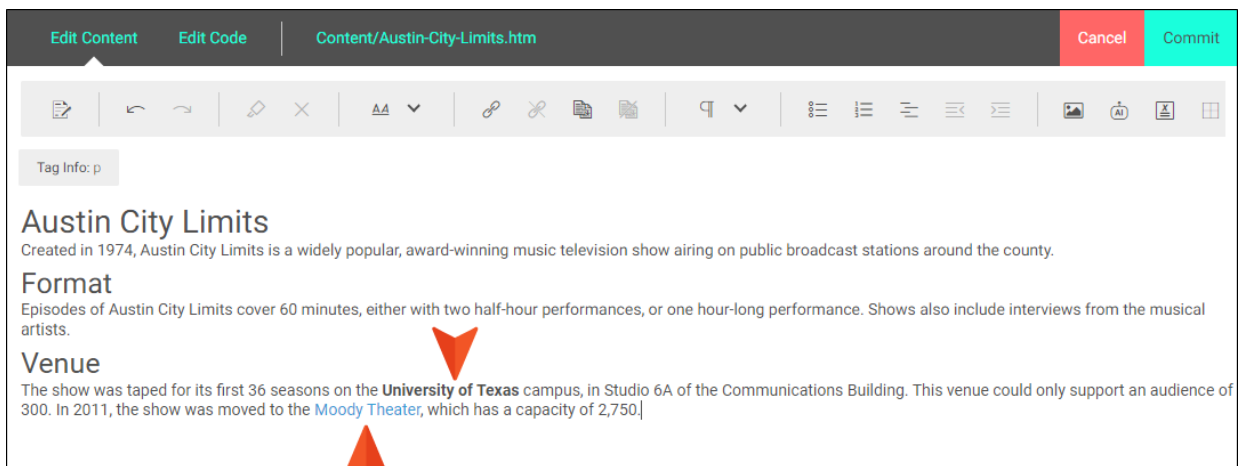 Edit Content Edit Code Content/Austin-City-Limits.htm Cancel Commit
AA AI X
Tag Info: p
Austin City Limits
Created in 1974, Austin City Limits is a widely popular, award-winning music television show airing on public broadcast stations around the county.
Format
Episodes of Austin City Limits cover 60 minutes, either with two half-hour performances, or one hour-long performance. Shows also include interviews from the musical
artists.
Venue
The show was taped for its first 36 seasons on the University of Texas campus, in Studio 6A of the Communications Building. This venue could only support an audience of
300. In 2011, the show was moved to the Moody Theater, which has a capacity of 2,750.